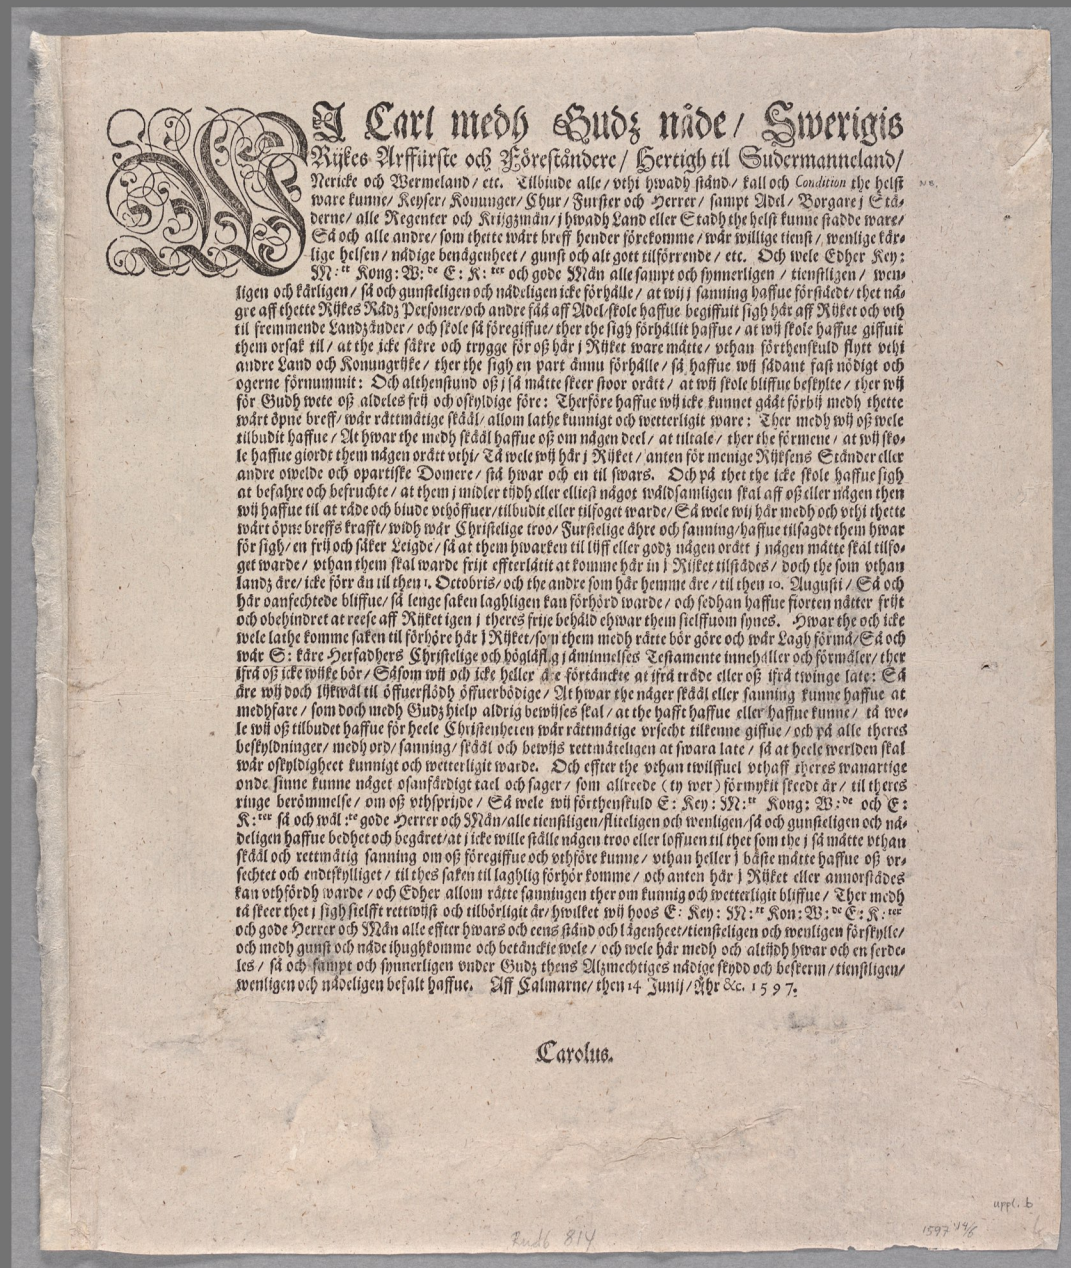 WJ Carl medh Gudz nåde / Swerigis
Rijkes Arffürste och Föreståndere / Hertigh til Sudermanneland /
Nericke och Wermeland / etc. Tilbiude alle / vthi hwadh stånd / kall och Condition the helst
ware kunne / Keyser / Konunger / Chur / Furster och Herrer / sampt Adel / Borgare j Stä-
derne / alle Regenter och Krijgzmän / j hwadh Land eller Stadh the helst kunne stadde ware /
Så och alle andre / som thette wårt breff hender förekomme / wår willige tienst / wenlige kär-
lige helsen / nådige benägenheet / gunst och alt gott tilförrende / etc. Och wele Edher Key:
M:tt Kong: W:de E: K:ter och gode Män alle sampt och synnerligen / tienstligen / wen-
ligen och kärligen / så och gunsteligen och nådeligen icke förhålle / at wij j sanning haffue förståedt / thet nå-
gre aff thette Rijkes Rådz Personer / och andre fåå aff Adel / skole haffue begiffuit sigh här aff Rijket och vth
til fremmende Landzänder / och skole så föregiffue / ther the sigh förhållit haffue / at wij skole haffue giffuit
them orsak til / at the icke säkre och trygge för oß här j Rijket ware måtte / vthan förthenskuld flytt vthi
andre Land och Konungrijke / ther the sigh en part ännu förhålle / så haffue wij sådant fast nödigt och
ogerne förnummit: Och althenstund oß j så måtte skeer stoor orätt / at wij skole bliffue beskylte / ther wij
för Gudh wete oß aldeles frij och oskyldige före: Therföre haffue wij icke kunnet gåät förbij medh thette
wårt öpne breff / wår rättmätige skääl / allom lathe kunnigt och wetterligit ware: Ther medh wij oß wele
tilbudit haffue / At hwar the medh skääl haffue oß om någen deel / at tiltale / ther the förmene / at wij sko-
le haffue giordt them någen orätt vthi / Tå wele wij här j Rijket / anten för menige Rijksens Ständer eller
andre owelde och opartiske Domere / stå hwar och en til swars. Och på thet the icke skole haffue sigh
at befahre och befruchte / at them j midler tijdh eller elliest något wåldsamligen skal aff oß eller någen then
wij haffue til at råde och biude vthöffuer / tilbudit eller tilfoget warde / Så wele wij här medh och vthi thette
wårt öpne breffs krafft / widh wår Christelige troo / Furstelige ähre och sanning / haffue tilsagdt them hwar
för sigh / en frij och säker Leigde / så at them hwarken til lijff eller godz någen orätt j någen måtte skal tilfo-
get warde / vthan them skal warde frijt effterlåtit at komme här in j Rijket tilstådes / doch the som vthan
landz äre / icke förr än til then 1. Octobris / och the andre som här hemme äre / til then 10. Augusti / Så och
här oanfechtede bliffue / så lenge saken laghligen kan förhörd warde / och sedhan haffue fiorten nätter frijt
och obehindret at reese aff Rijket igen j theres frije behåld ehwar them sielffuom synes. Hwar the och icke
wele lathe komme saken til förhöre här j Rijket / som them medh rätte bör göre och wår Lagh förmå / Så och
wår S: käre Herfadhers Christelige och högläflig j åminnelses Testamente innehåller och förmäler / ther
ifrå oß icke wijke bör / Såsom wij och icke heller äre förtänckte at ifrå träde eller oß ifrå twinge late: Så
äre wij doch lijkwäl til öffuerflödh öffuerbödige / At hwar the någer skääl eller sanning kunne haffue at
medhfare / som doch medh Gudz hielp aldrig bewijses skal / at the hafft haffue eller haffue kunne / tå we-
le wij oß tilbudet haffue för heele Christenheten wår rättmätige vrsecht tilkenne giffue / och på alle theres
beskyldninger / medh ord / sanning / skääl och bewijs rettmäteligen at swara late / så at heele werlden skal
wår oskyldigheet kunnigt och wetterligit warde. Och effter the vthan twilffuel vthaff theres wanartige
onde sinne kunne någet osanfärdigt tael och sager / som allreede (ty wer) förmykit skeedt är / til theres
ringe berömmelse / om oß vthsprijde / Så wele wij förthenskuld E: Key: M:tt Kong: W:de och E:
K:ter så och wäl:te gode Herrer och Män / alle tienstligen / fliteligen och wenligen / så och gunsteligen och nå-
deligen haffue bedhet och begäret / at j icke wille ställe någen troo eller loffuen til thet som the j så måtte vthan
skääl och rettmätig sanning om oß föregiffue och vthföre kunne / vthan heller j bäste måtte haffue oß vr-
sechtet och endtskylliget / til thes saken til laghlig förhör komme / och anten här j Rijket eller annorstådes
kan vthfördh warde / och Edher allom rätte sanningen ther om kunnig och wetterligit bliffue / Ther medh
tå skeer thet j sigh sielfft rettwijst och tilbörligit är / hwilket wij hoos E: Key: M:tt Kon: W:de E: K:ter
och gode Herrer och Män alle effter hwars och eens stånd och lägenheet / tiensteligen och wenligen förskylle /
och medh gunst och nåde ihughkomme och betänckie wele / och wele här medh och altijdh hwar och en serde-
les / så och sampt och synnerligen vnder Gudz thens Alzmechtiges nådige skydd och beskerm / tienstligen /
wenligen och nådeligen befalt haffue. Aff Calmarne / then 14 Junij / Åhr &c. 1597.
Carolus.
uppl. b
1597 14/6
Rudb 814